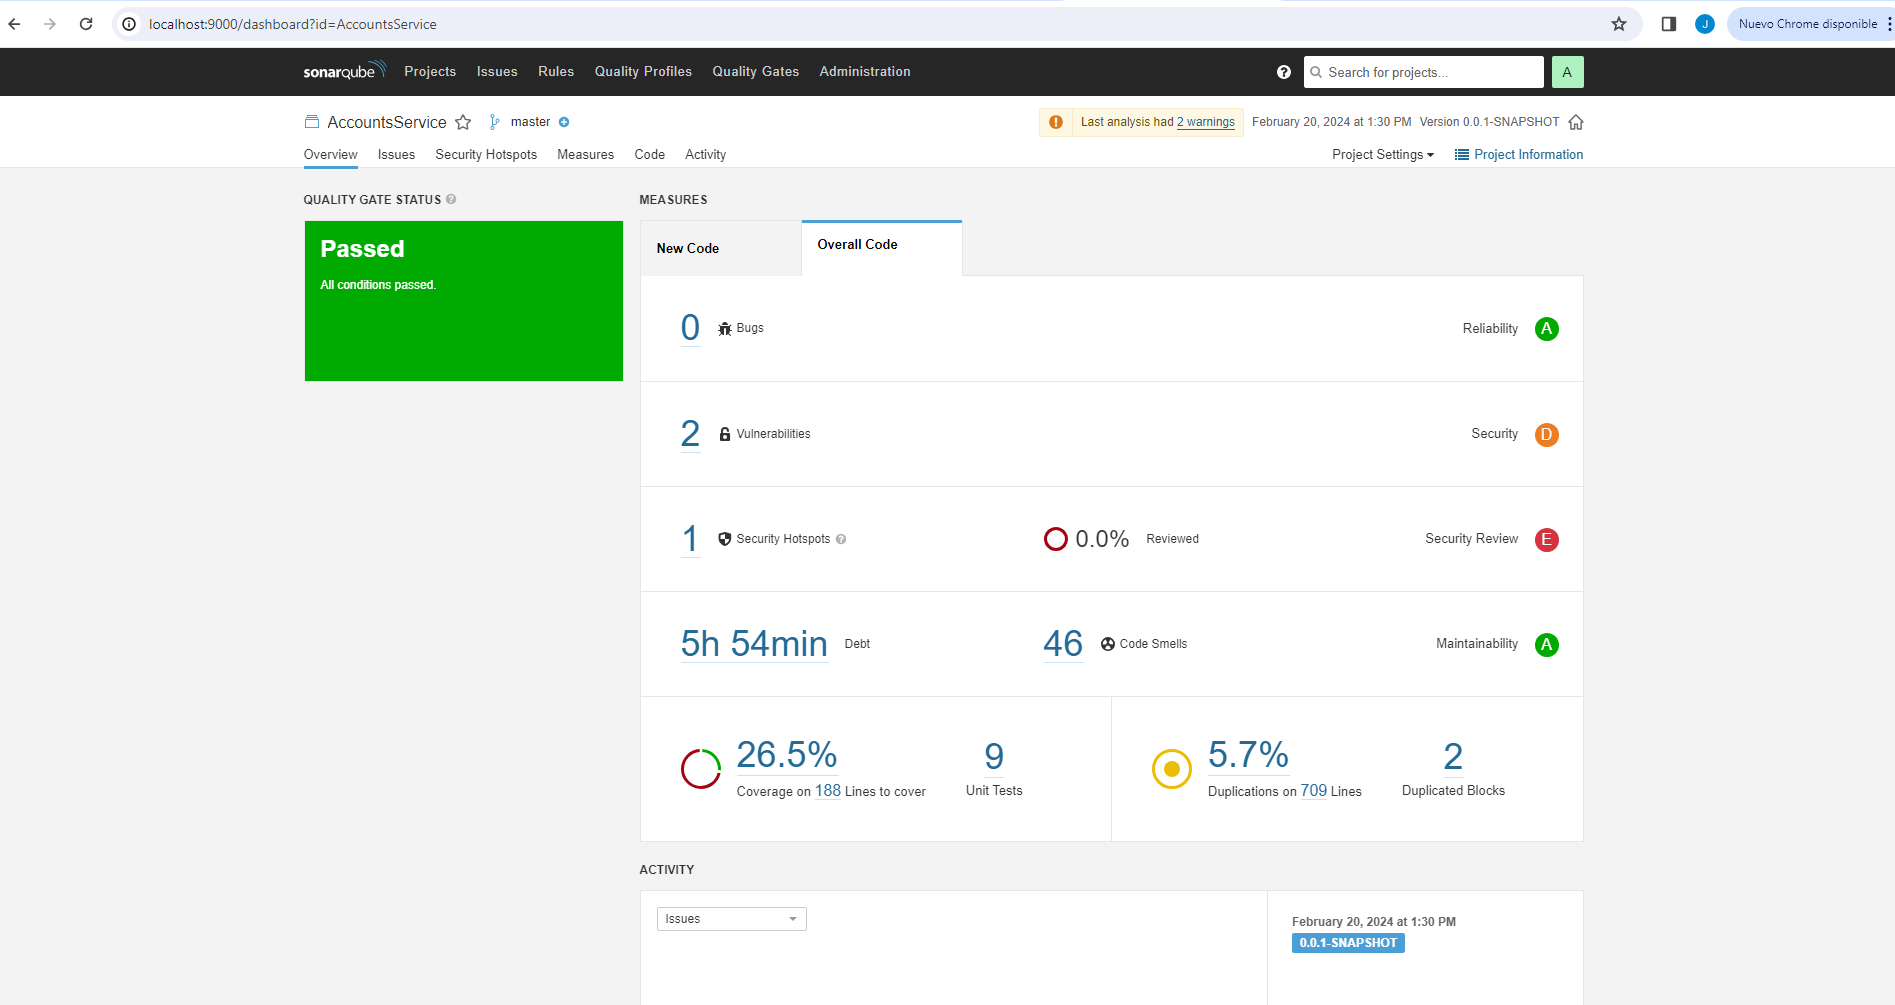 localhost:9000/dashboard?id=AccountsService
J
Nuevo Chrome disponible
sonarqube Projects Issues Rules Quality Profiles Quality Gates Administration
Search for projects... A
AccountsService master
Last analysis had 2 warnings February 20, 2024 at 1:30 PM Version 0.0.1-SNAPSHOT
Overview Issues Security Hotspots Measures Code Activity
Project Settings Project Information
QUALITY GATE STATUS ?
Passed
All conditions passed.
MEASURES
New Code Overall Code
0 Bugs Reliability A
2 Vulnerabilities Security D
1 Security Hotspots ? 0.0% Reviewed Security Review E
5h 54min Debt 46 Code Smells Maintainability A
26.5%
Coverage on 188 Lines to cover
9
Unit Tests
5.7%
Duplications on 709 Lines
2
Duplicated Blocks
ACTIVITY
Issues
February 20, 2024 at 1:30 PM
0.0.1-SNAPSHOT